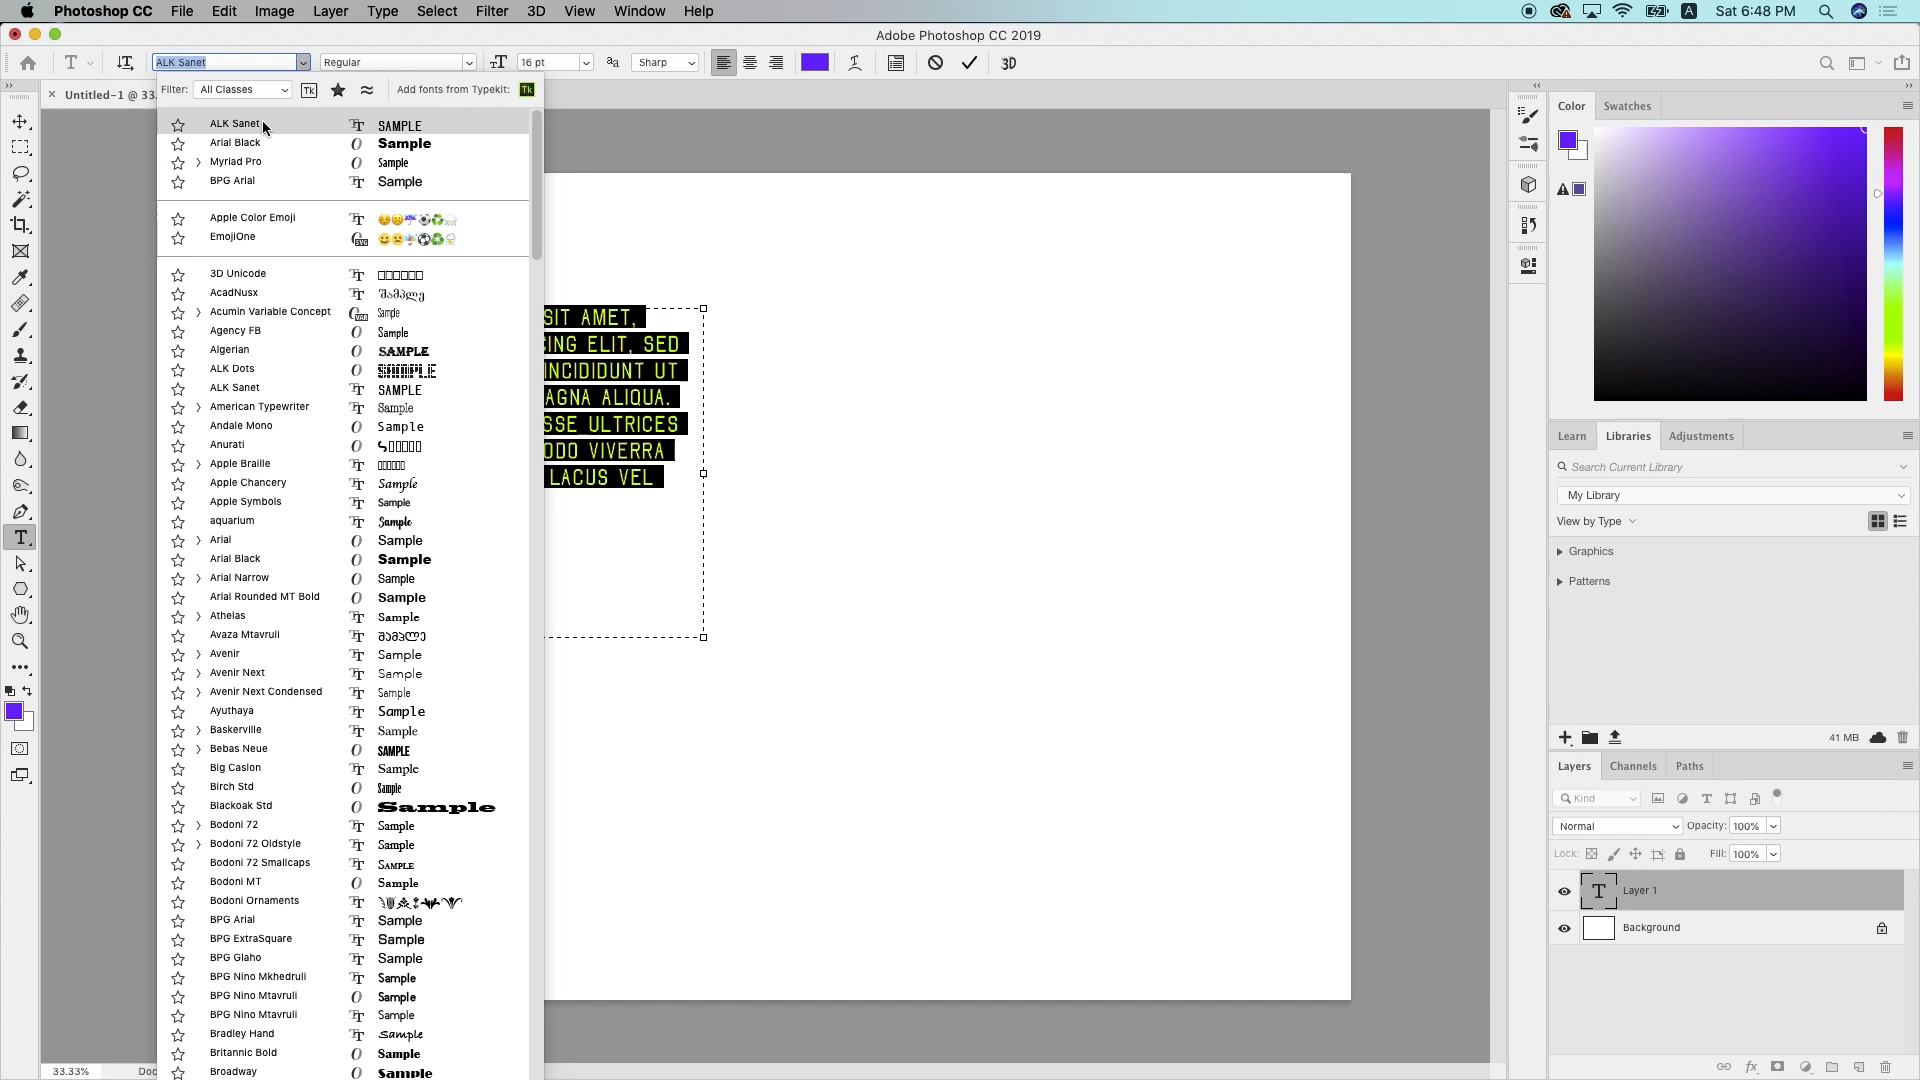 Photoshop CC File Edit Image Layer Type Select Filter 3D View Window Help A Sat 6:48 PM
Adobe Photoshop CC 2019
ALK Sanet Regular 16 pt Sharp 3D
Untitled-1 @ 33.
Filter: All Classes Tk Add fonts from Typekit: Tk
ALK Sanet SAMPLE
Arial Black Sample
Myriad Pro Sample
BPG Arial Sample
Apple Color Emoji
EmojiOne
3D Unicode
AcadNusx შამპლე
Acumin Variable Concept Sample
Agency FB Sample
Algerian SAMPLE
ALK Dots SAMPLE
ALK Sanet SAMPLE
American Typewriter Sample
Andale Mono Sample
Anurati
Apple Braille
Apple Chancery Sample
Apple Symbols Sample
aquarium Sample
Arial Sample
Arial Black Sample
Arial Narrow Sample
Arial Rounded MT Bold Sample
Athelas Sample
Avaza Mtavruli შამპლე
Avenir Sample
Avenir Next Sample
Avenir Next Condensed Sample
Ayuthaya Sample
Baskerville Sample
Bebas Neue SAMPLE
Big Caslon Sample
Birch Std Sample
Blackoak Std Sample
Bodoni 72 Sample
Bodoni 72 Oldstyle Sample
Bodoni 72 Smallcaps SAMPLE
Bodoni MT Sample
Bodoni Ornaments
BPG Arial Sample
BPG ExtraSquare Sample
BPG Glaho Sample
BPG Nino Mkhedruli Sample
BPG Nino Mtavruli Sample
BPG Nino Mtavruli Sample
Bradley Hand Sample
Britannic Bold Sample
Broadway Sample
SIT AMET,
CING ELIT, SED
INCIDIDUNT UT
AGNA ALIQUA.
SSE ULTRICES
ODO VIVERRA
LACUS VEL
33.33% Doc
Color Swatches
Learn Libraries Adjustments
Search Current Library
My Library
View by Type
Graphics
Patterns
41 MB
Layers Channels Paths
Kind
Normal Opacity: 100%
Lock: Fill: 100%
T Layer 1
Background
fx